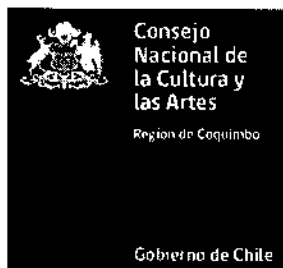 Consejo
Nacional de
la Cultura y
las Artes
Region de Coquimbo
Gobierno de Chile